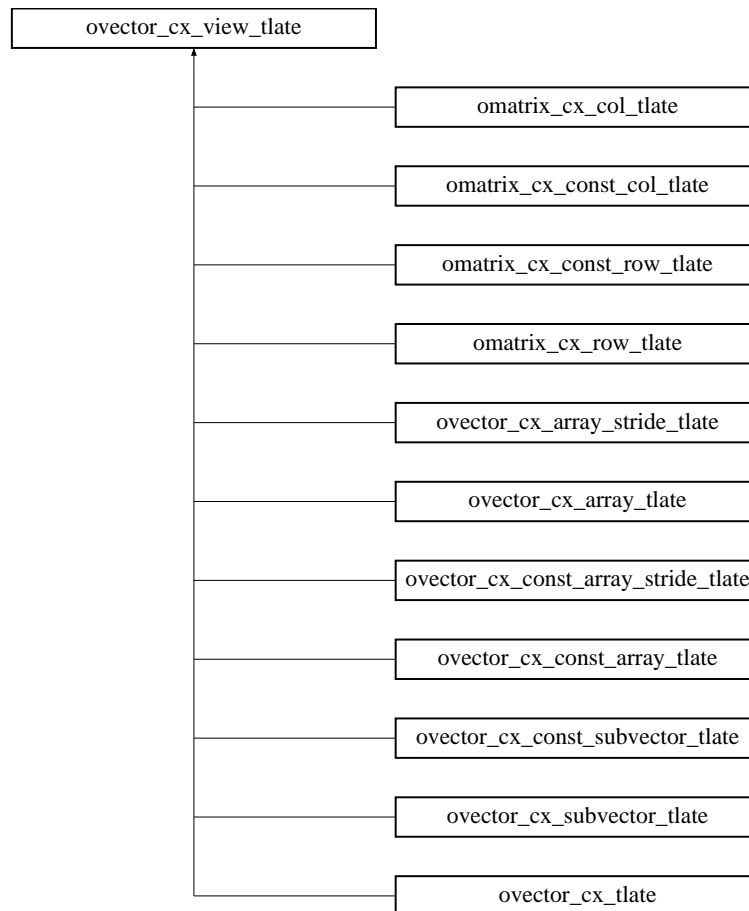 ovector_cx_view_tlate
omatrix_cx_col_tlate
omatrix_cx_const_col_tlate
omatrix_cx_const_row_tlate
omatrix_cx_row_tlate
ovector_cx_array_stride_tlate
ovector_cx_array_tlate
ovector_cx_const_array_stride_tlate
ovector_cx_const_array_tlate
ovector_cx_const_subvector_tlate
ovector_cx_subvector_tlate
ovector_cx_tlate